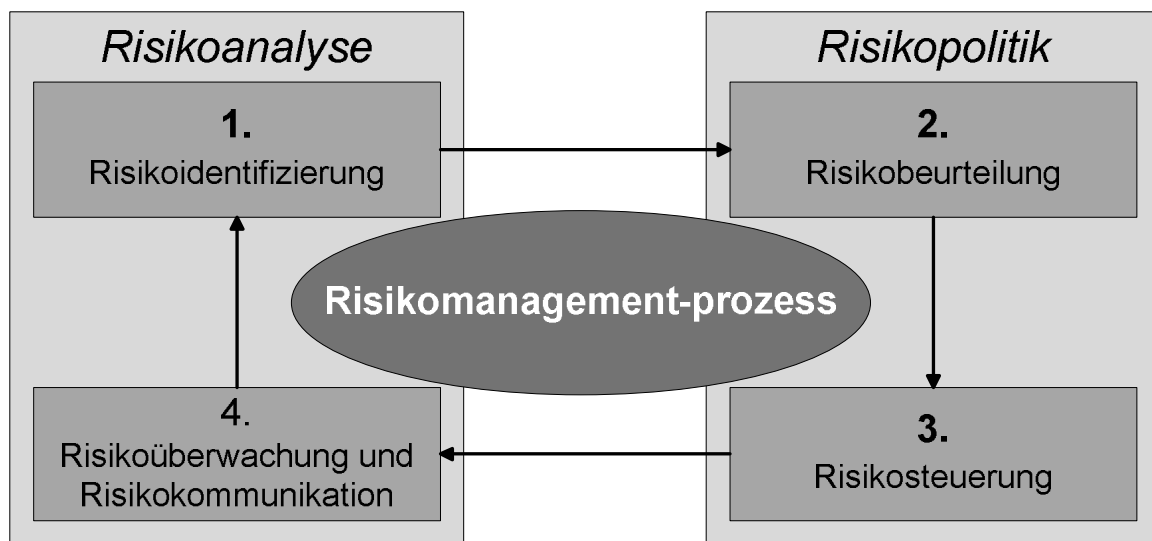 Risikoanalyse
Risikopolitik
1.
Risikoidentifizierung
2.
Risikobeurteilung
Risikomanagement-prozess
4.
Risikoüberwachung und
Risikokommunikation
3.
Risikosteuerung